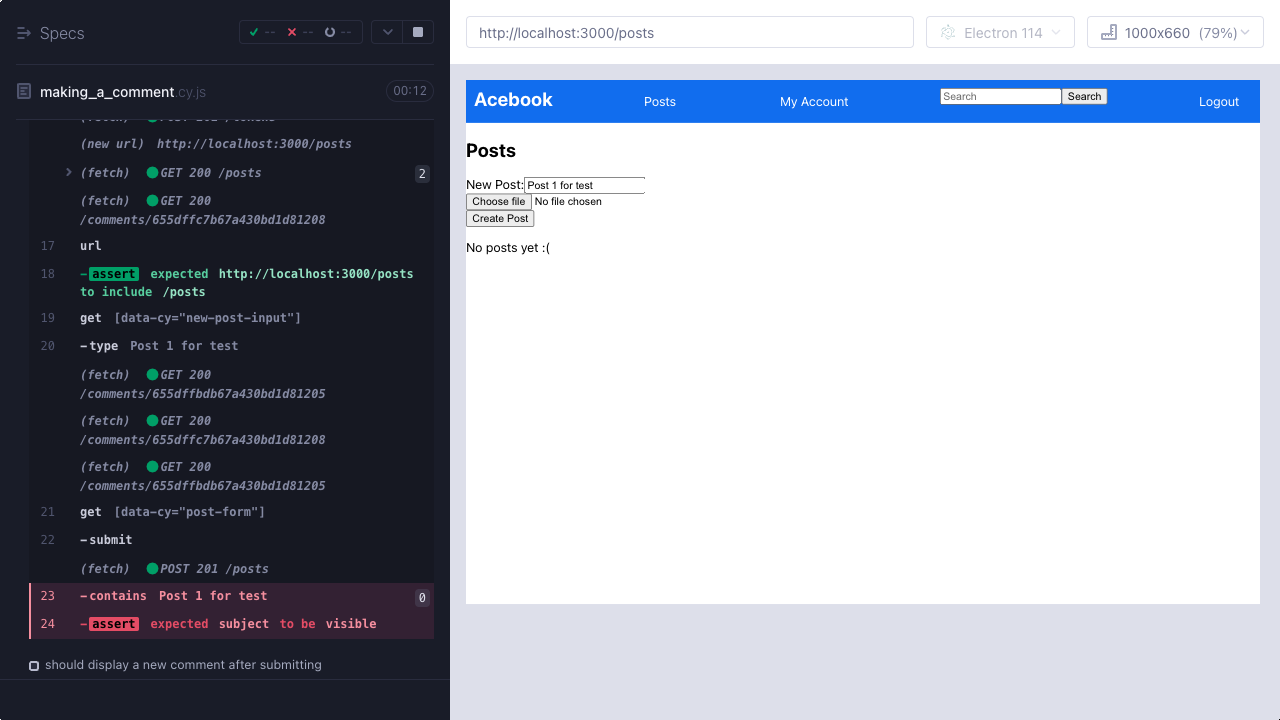 Specs
--
--
--
making_a_comment.cy.js
00:12
(new url) http://localhost:3000/posts
(fetch) GET 200 /posts
2
(fetch) GET 200
/comments/655dffc7b67a430bd1d81208
17 url
18 -assert expected http://localhost:3000/posts
to include /posts
19 get [data-cy="new-post-input"]
20 -type Post 1 for test
(fetch) GET 200
/comments/655dffbdb67a430bd1d81205
(fetch) GET 200
/comments/655dffc7b67a430bd1d81208
(fetch) GET 200
/comments/655dffbdb67a430bd1d81205
21 get [data-cy="post-form"]
22 -submit
(fetch) POST 201 /posts
23 -contains Post 1 for test
0
24 -assert expected subject to be visible
should display a new comment after submitting
http://localhost:3000/posts
Electron 114
1000x660 (79%)
Acebook
Posts
My Account
Search
Search
Logout
Posts
New Post: Post 1 for test
Choose file No file chosen
Create Post
No posts yet :(